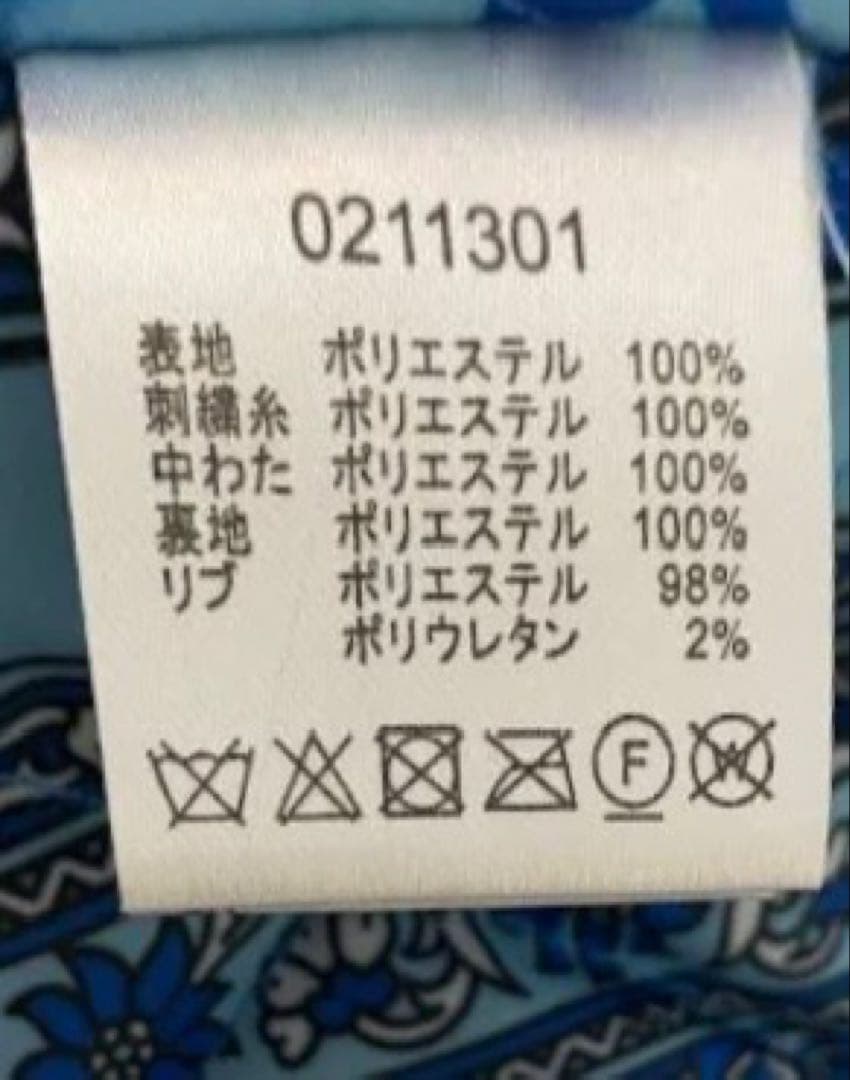 0211301
表地 ポリエステル 100%
刺繍糸 ポリエステル 100%
中わた ポリエステル 100%
裏地 ポリエステル 100%
リブ ポリエステル 98%
ポリウレタン 2%
F W